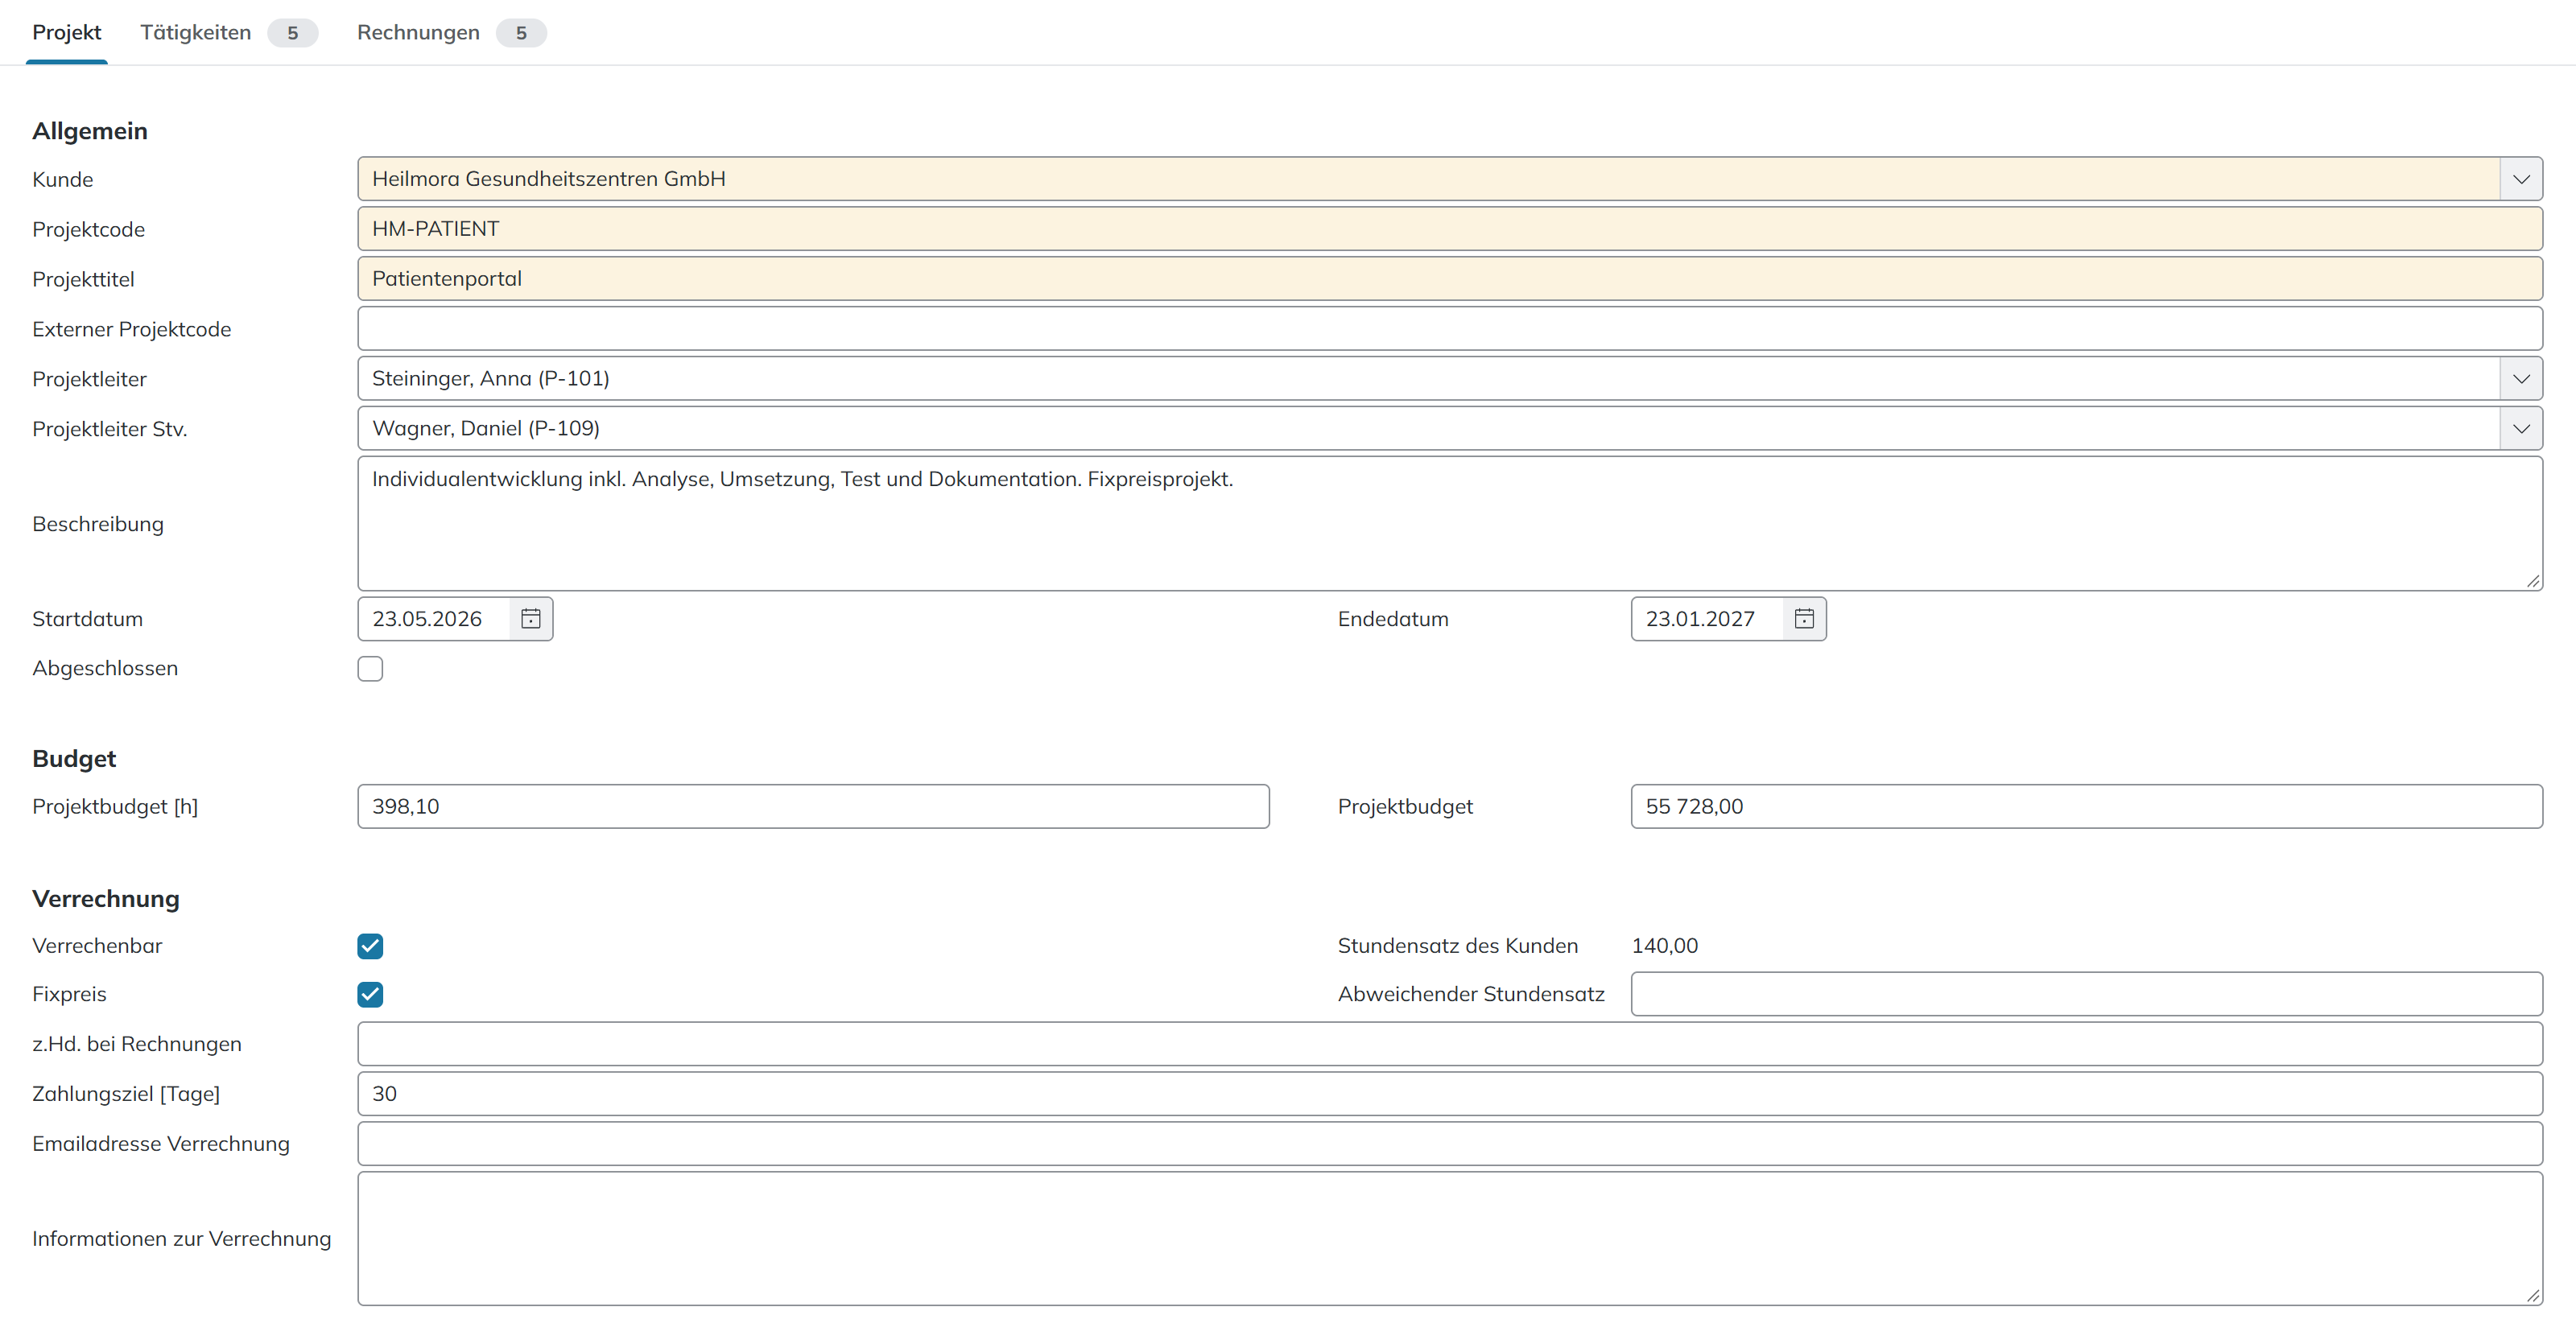 Projekt Tätigkeiten 5 Rechnungen 5
Allgemein
Kunde Heilmora Gesundheitszentren GmbH
Projektcode HM-PATIENT
Projekttitel Patientenportal
Externer Projektcode
Projektleiter Steininger, Anna (P-101)
Projektleiter Stv. Wagner, Daniel (P-109)
Beschreibung Individualentwicklung inkl. Analyse, Umsetzung, Test und Dokumentation. Fixpreisprojekt.
Startdatum 23.05.2026 Endedatum 23.01.2027
Abgeschlossen
Budget
Projektbudget [h] 398,10 Projektbudget 55 728,00
Verrechnung
Verrechenbar Stundensatz des Kunden 140,00
Fixpreis Abweichender Stundensatz
z.Hd. bei Rechnungen
Zahlungsziel [Tage] 30
Emailadresse Verrechnung
Informationen zur Verrechnung